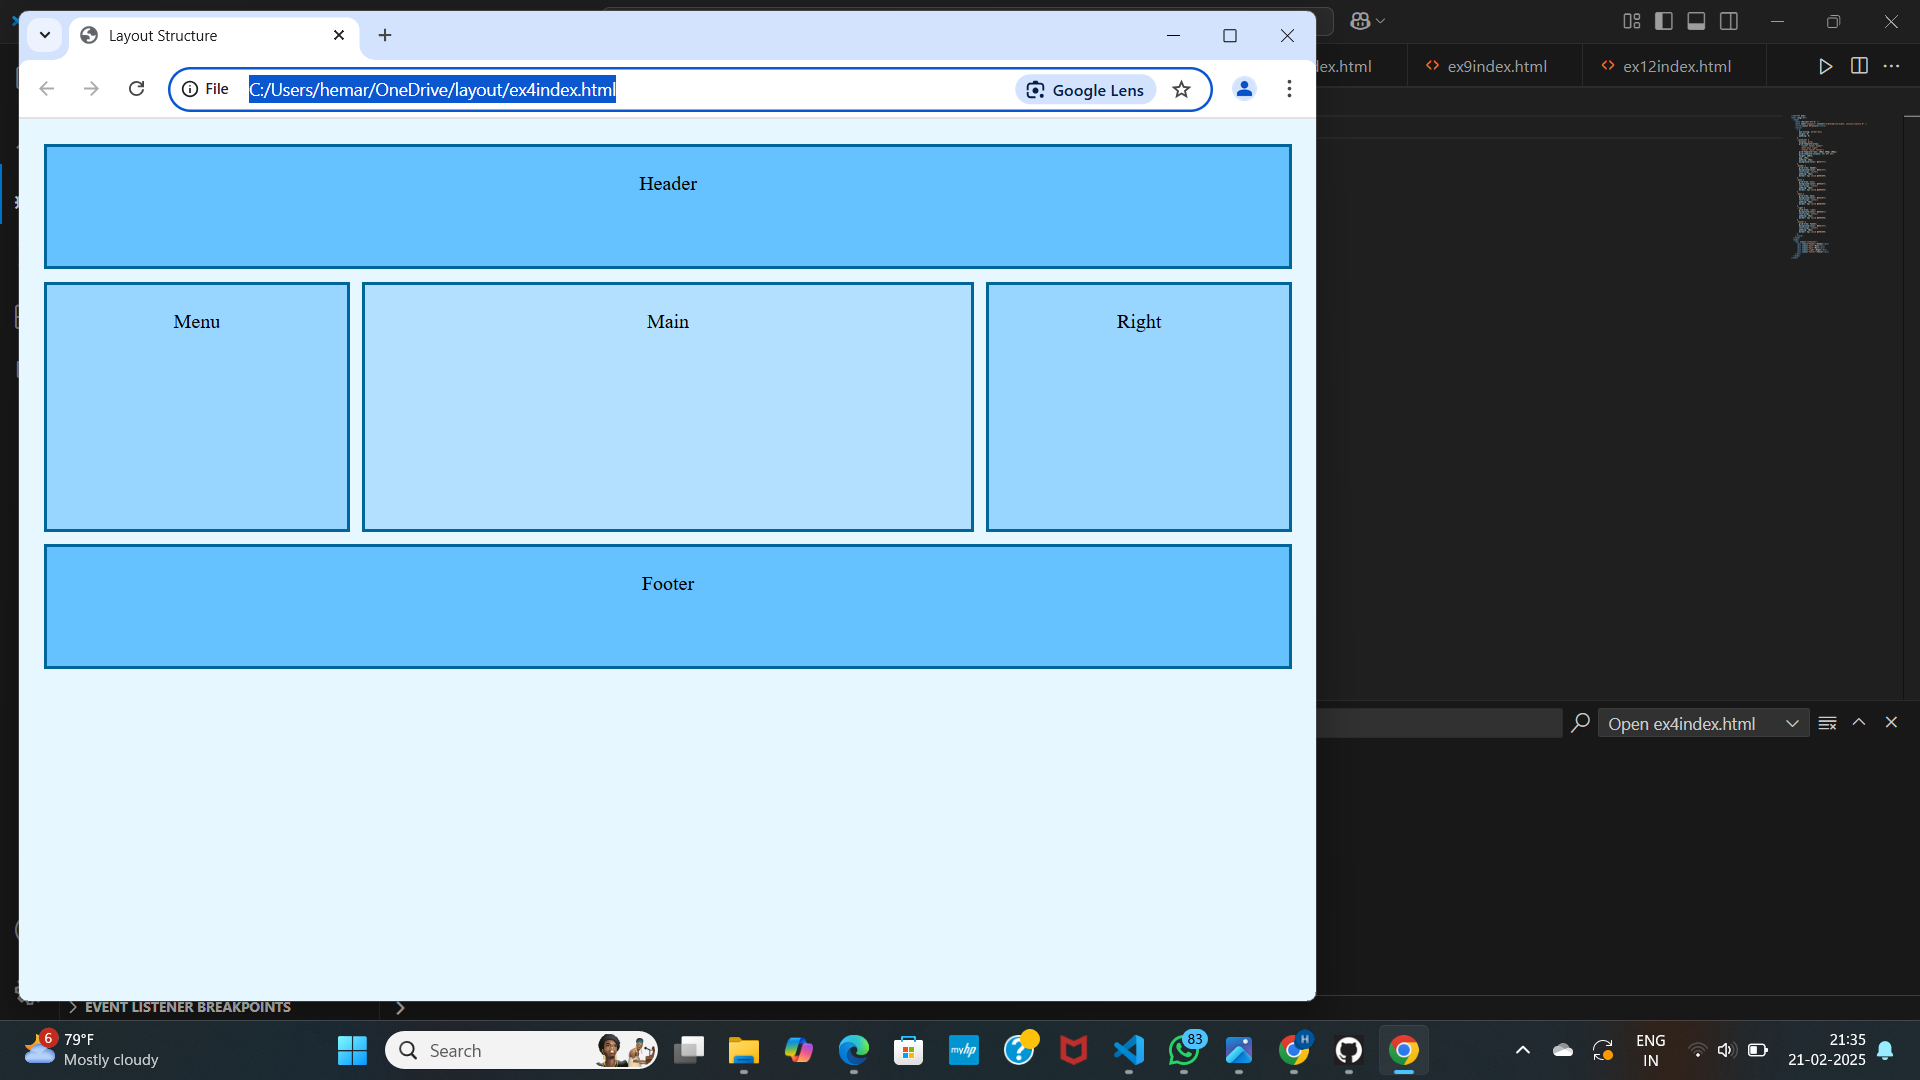 Layout Structure
File C:/Users/hemar/OneDrive/layout/ex4index.html Google Lens
ex9index.html ex12index.html
Header
Menu Main Right
Footer
Open ex4index.html
EVENT LISTENER BREAKPOINTS
6 79°F
Mostly cloudy
Search
myhp
83
H
ENG
IN
21:35
21-02-2025